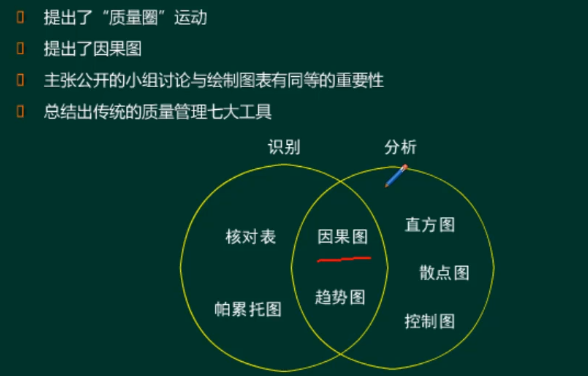 提出了“质量圈”运动
提出了因果图
主张公开的小组讨论与绘制图表有同等的重要性
总结出传统的质量管理七大工具
识别 分析
核对表 因果图 直方图
散点图
帕累托图 趋势图
控制图